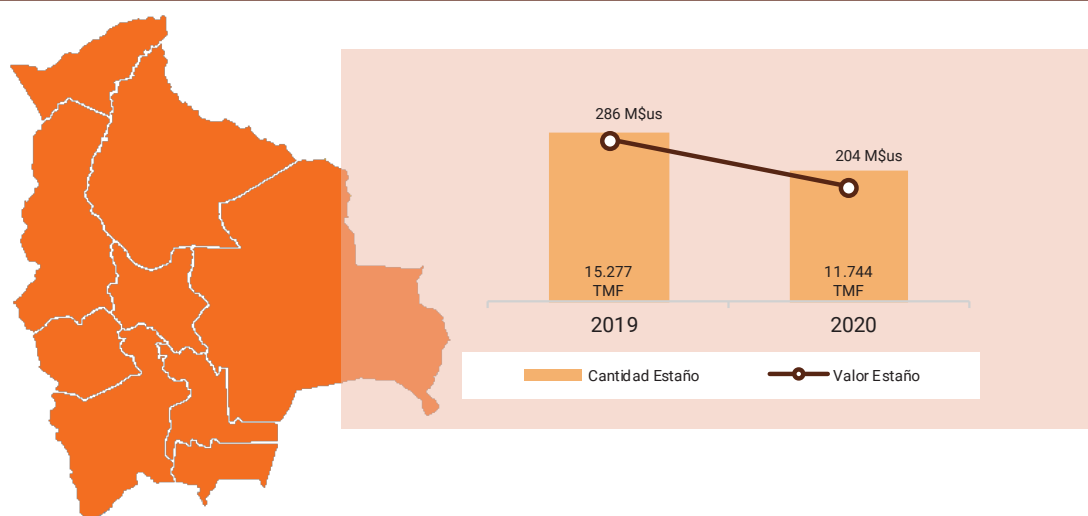 286 M$us
204 M$us
15.277
TMF
11.744
TMF
2019
2020
Cantidad Estaño
Valor Estaño